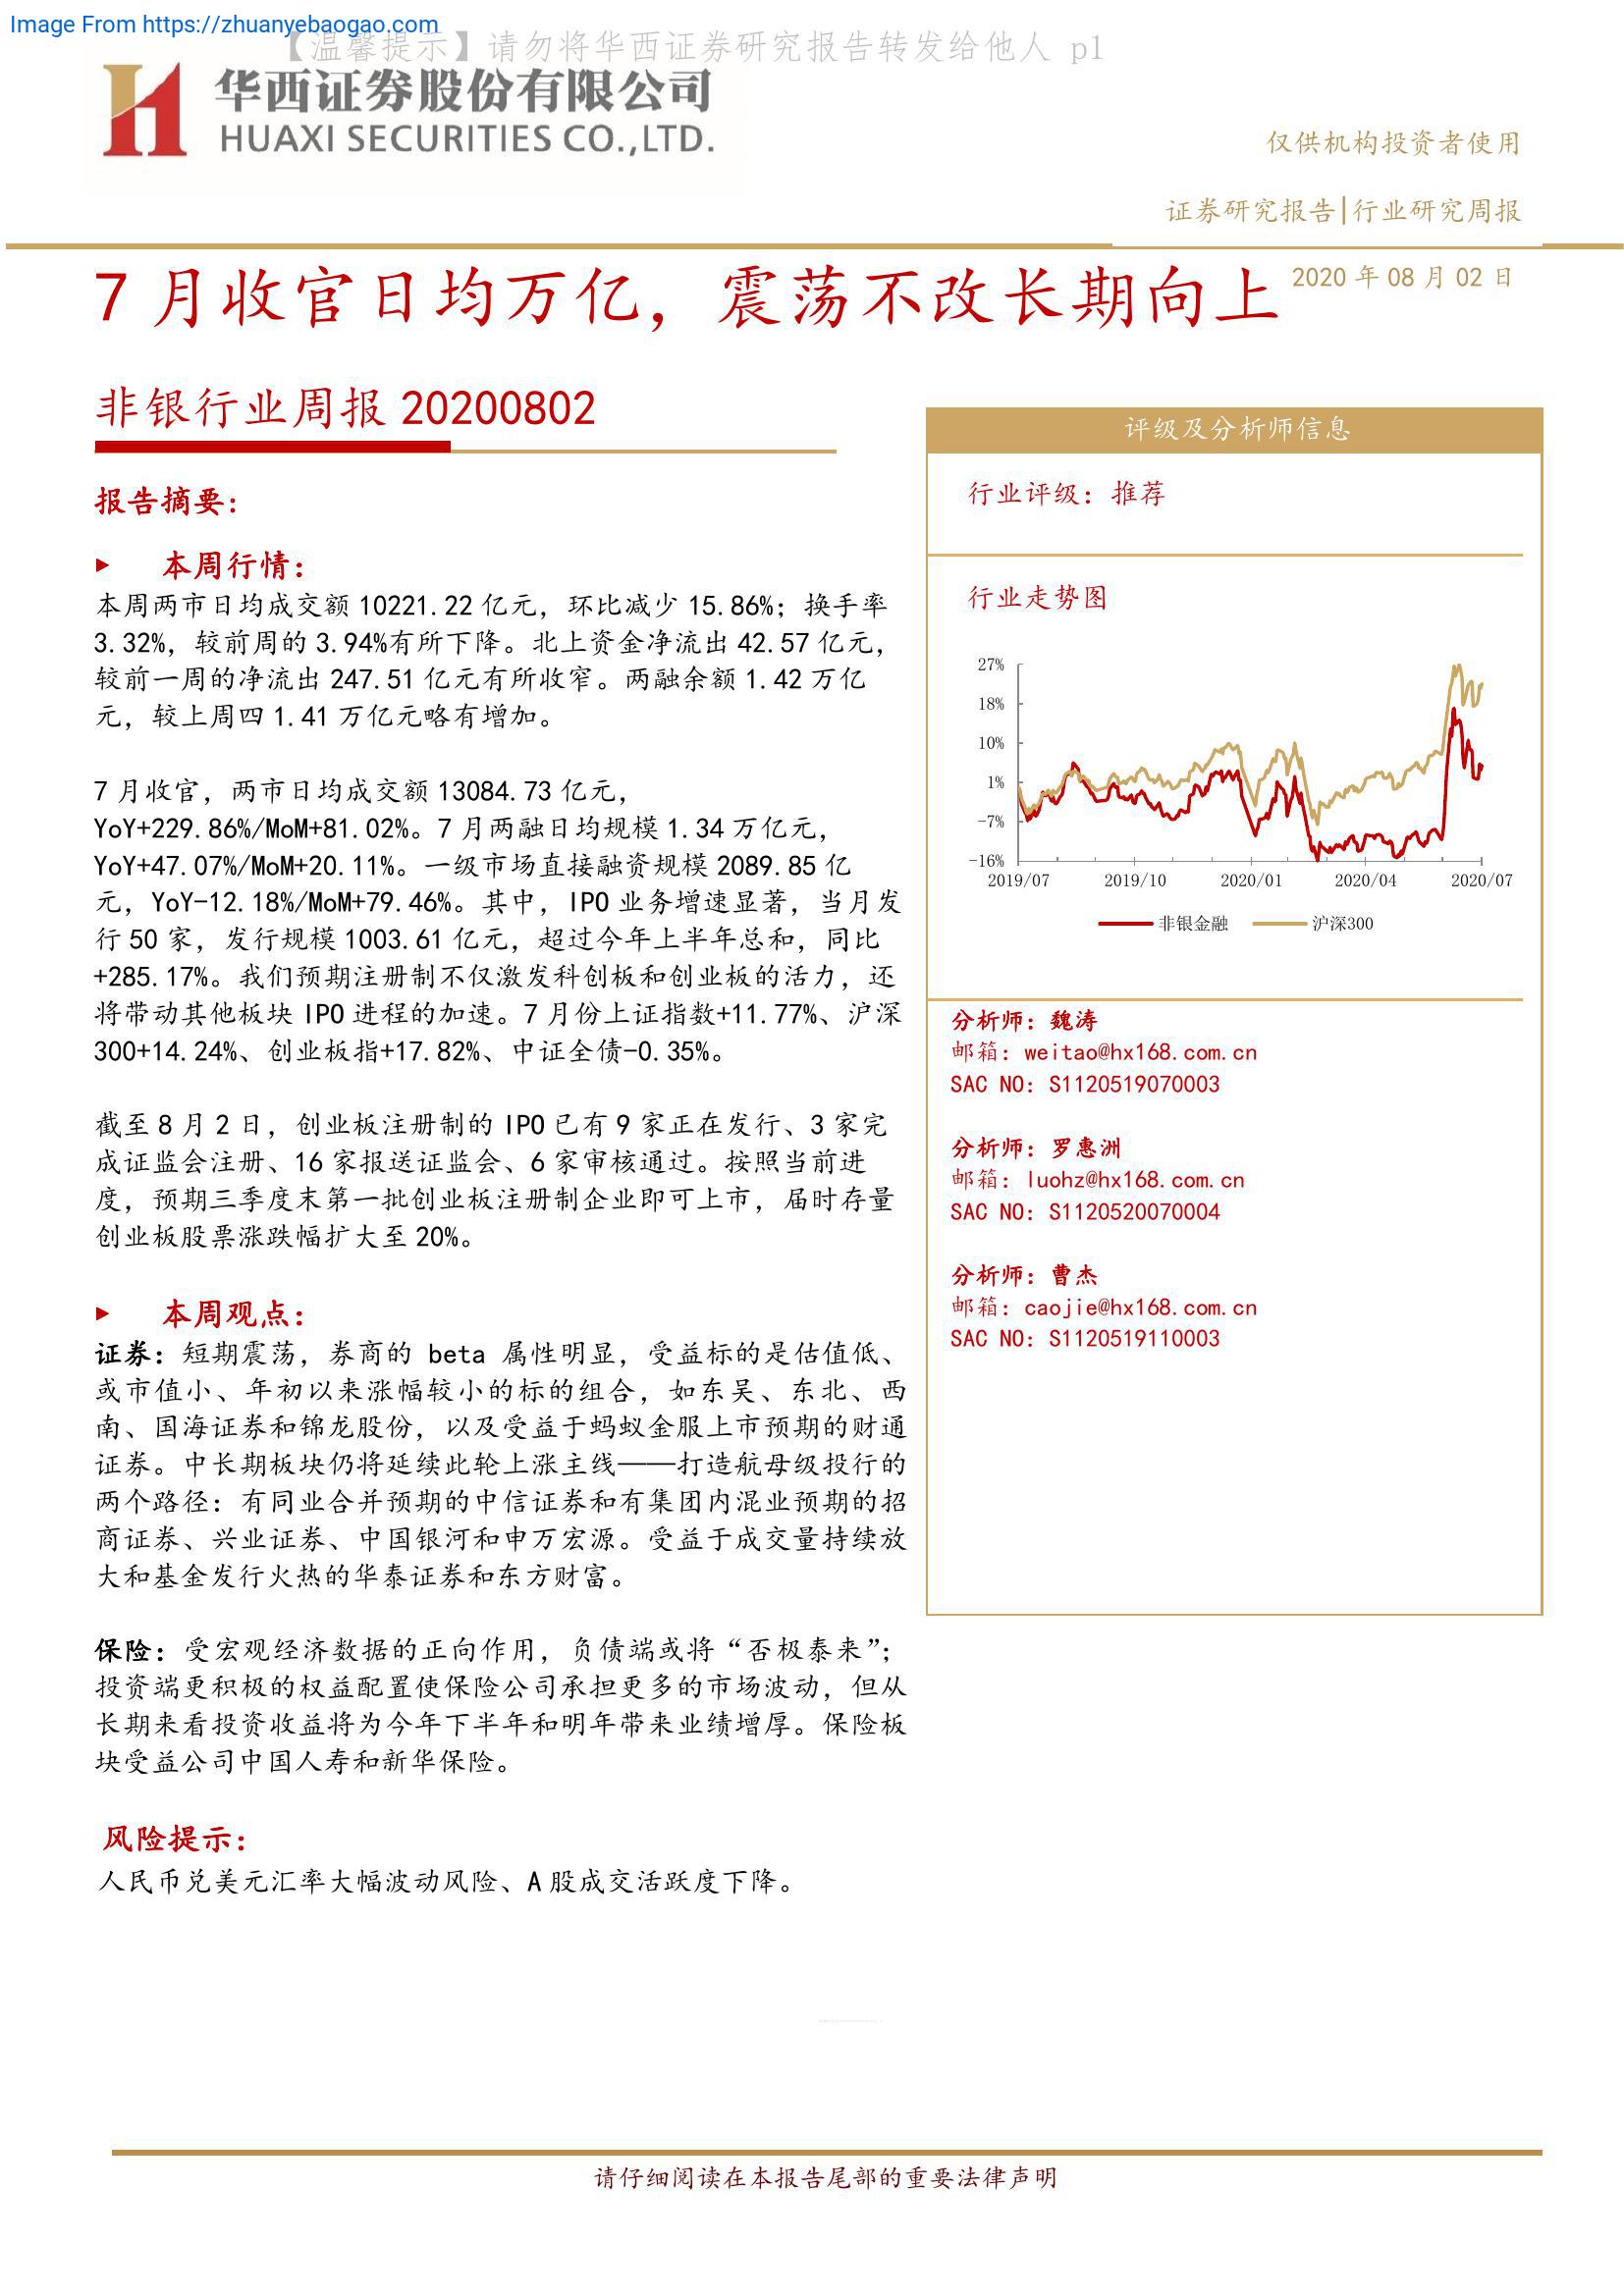 Image From https://zhuanyebaogao.com
【温馨提示】请勿将华西证券研究报告转发给他人 p1
华西证券股份有限公司
HUAXI SECURITIES CO.,LTD.
仅供机构投资者使用
证券研究报告|行业研究周报
7 月收官日均万亿，震荡不改长期向上
2020 年 08 月 02 日
非银行业周报 20200802
报告摘要：
► 本周行情：
本周两市日均成交额 10221.22 亿元，环比减少 15.86%；换手率
3.32%，较前周的 3.94%有所下降。北上资金净流出 42.57 亿元，
较前一周的净流出 247.51 亿元有所收窄。两融余额 1.42 万亿
元，较上周四 1.41 万亿元略有增加。
7 月收官，两市日均成交额 13084.73 亿元，
YoY+229.86%/MoM+81.02%。7 月两融日均规模 1.34 万亿元，
YoY+47.07%/MoM+20.11%。一级市场直接融资规模 2089.85 亿
元，YoY-12.18%/MoM+79.46%。其中，IPO 业务增速显著，当月发
行 50 家，发行规模 1003.61 亿元，超过今年上半年总和，同比
+285.17%。我们预期注册制不仅激发科创板和创业板的活力，还
将带动其他板块 IPO 进程的加速。7 月份上证指数+11.77%、沪深
300+14.24%、创业板指+17.82%、中证全债-0.35%。
截至 8 月 2 日，创业板注册制的 IPO 已有 9 家正在发行、3 家完
成证监会注册、16 家报送证监会、6 家审核通过。按照当前进
度，预期三季度末第一批创业板注册制企业即可上市，届时存量
创业板股票涨跌幅扩大至 20%。
► 本周观点：
证券：短期震荡，券商的 beta 属性明显，受益标的是估值低、
或市值小、年初以来涨幅较小的标的组合，如东吴、东北、西
南、国海证券和锦龙股份，以及受益于蚂蚁金服上市预期的财通
证券。中长期板块仍将延续此轮上涨主线——打造航母级投行的
两个路径：有同业合并预期的中信证券和有集团内混业预期的招
商证券、兴业证券、中国银河和申万宏源。受益于成交量持续放
大和基金发行火热的华泰证券和东方财富。
保险：受宏观经济数据的正向作用，负债端或将“否极泰来”；
投资端更积极的权益配置使保险公司承担更多的市场波动，但从
长期来看投资收益将为今年下半年和明年带来业绩增厚。保险板
块受益公司中国人寿和新华保险。
风险提示：
人民币兑美元汇率大幅波动风险、A 股成交活跃度下降。
评级及分析师信息
行业评级：推荐
行业走势图
27%
18%
10%
1%
-7%
-16%
2019/07 2019/10 2020/01 2020/04 2020/07
非银金融 沪深300
分析师：魏涛
邮箱：weitao@hx168.com.cn
SAC NO：S1120519070003
分析师：罗惠洲
邮箱：luohz@hx168.com.cn
SAC NO：S1120520070004
分析师：曹杰
邮箱：caojie@hx168.com.cn
SAC NO：S1120519110003
请仔细阅读在本报告尾部的重要法律声明